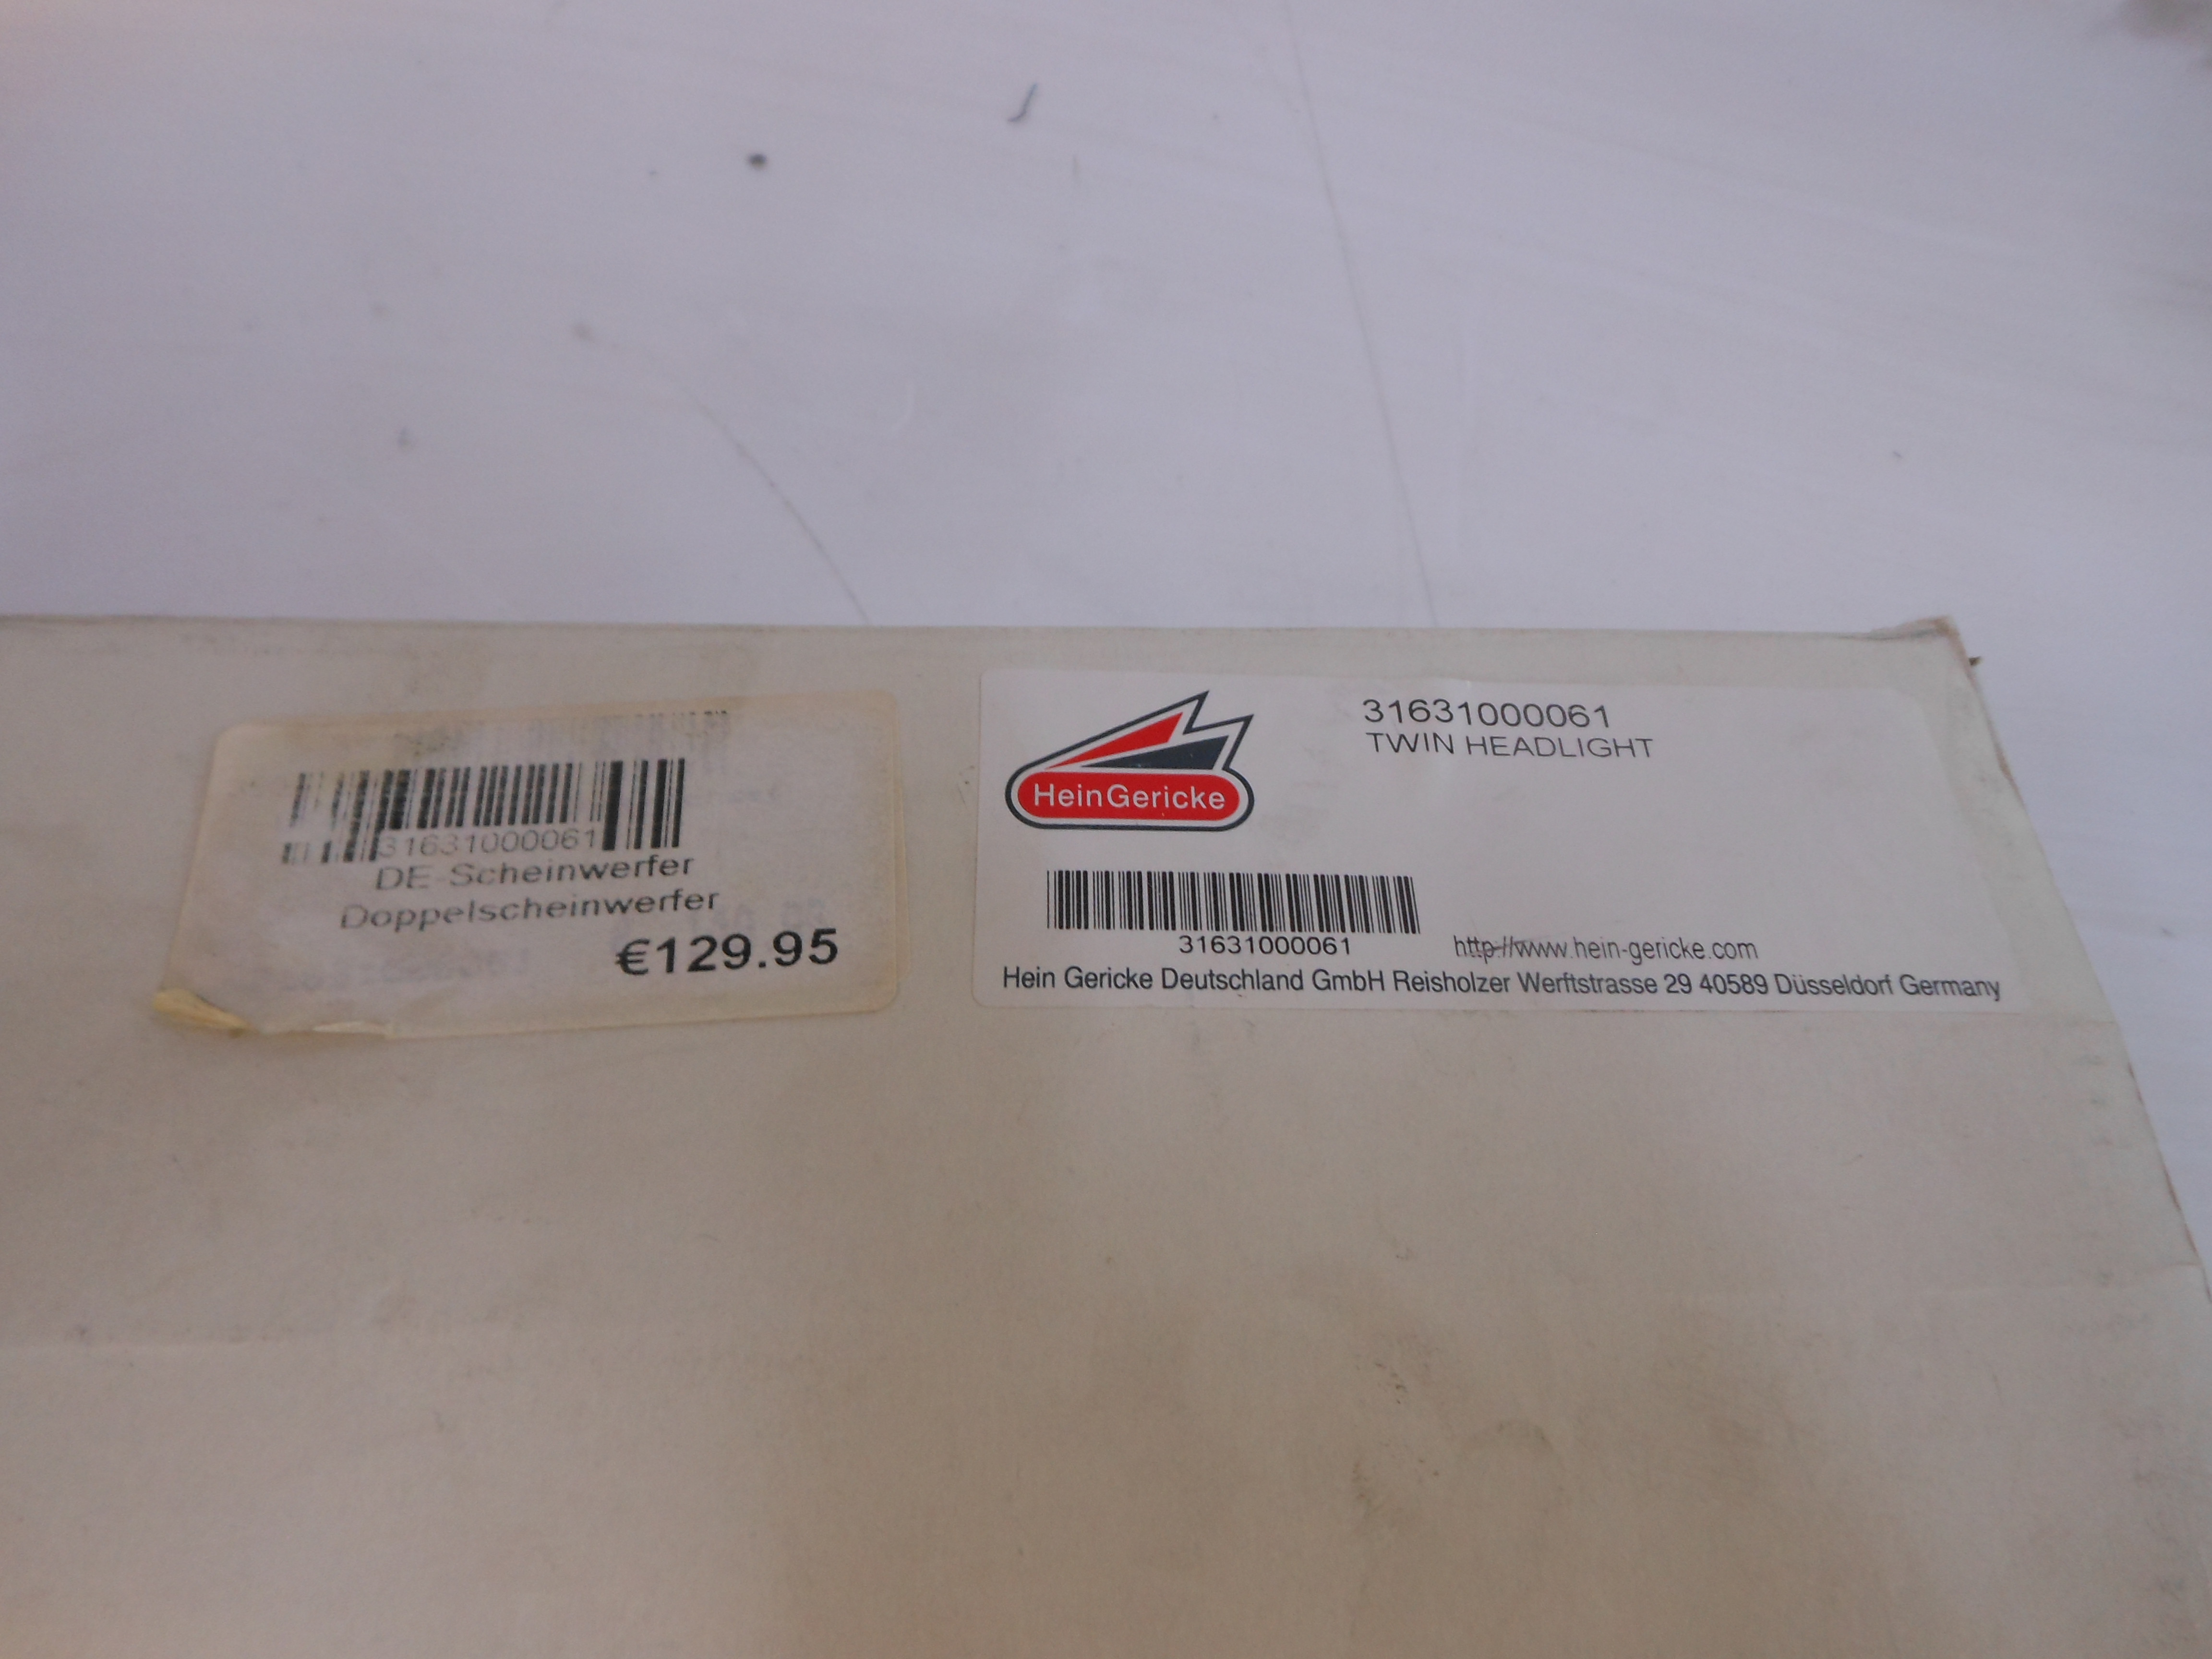 31631000061
DE-Scheinwerfer
Doppelscheinwerfer
€129.95
HeinGericke
31631000061
TWIN HEADLIGHT
31631000061
http://www.hein-gericke.com
Hein Gericke Deutschland GmbH Reisholzer Werftstrasse 29 40589 Düsseldorf Germany